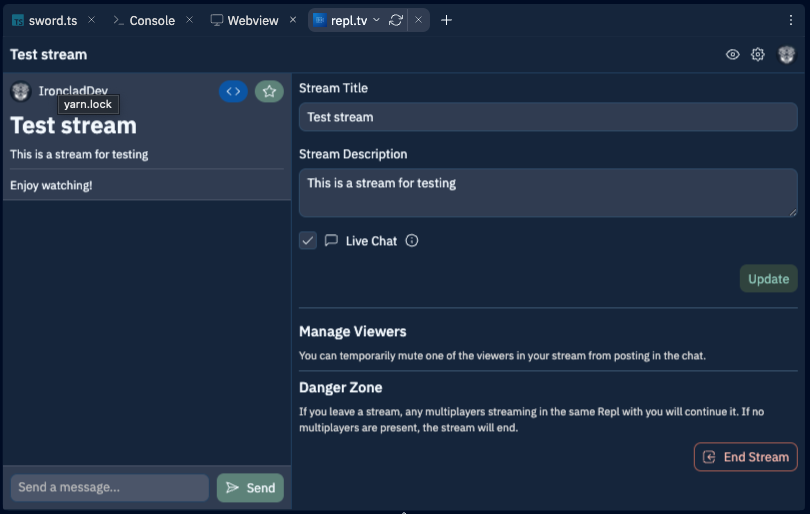 sword.ts
Console
Webview
repl.tv
Test stream
IroncladDev
yarn.lock
Test stream
This is a stream for testing
Enjoy watching!
Send a message...
Send
Stream Title
Test stream
Stream Description
This is a stream for testing
Live Chat
Update
Manage Viewers
You can temporarily mute one of the viewers in your stream from posting in the chat.
Danger Zone
If you leave a stream, any multiplayers streaming in the same Repl with you will continue it. If no
multiplayers are present, the stream will end.
End Stream